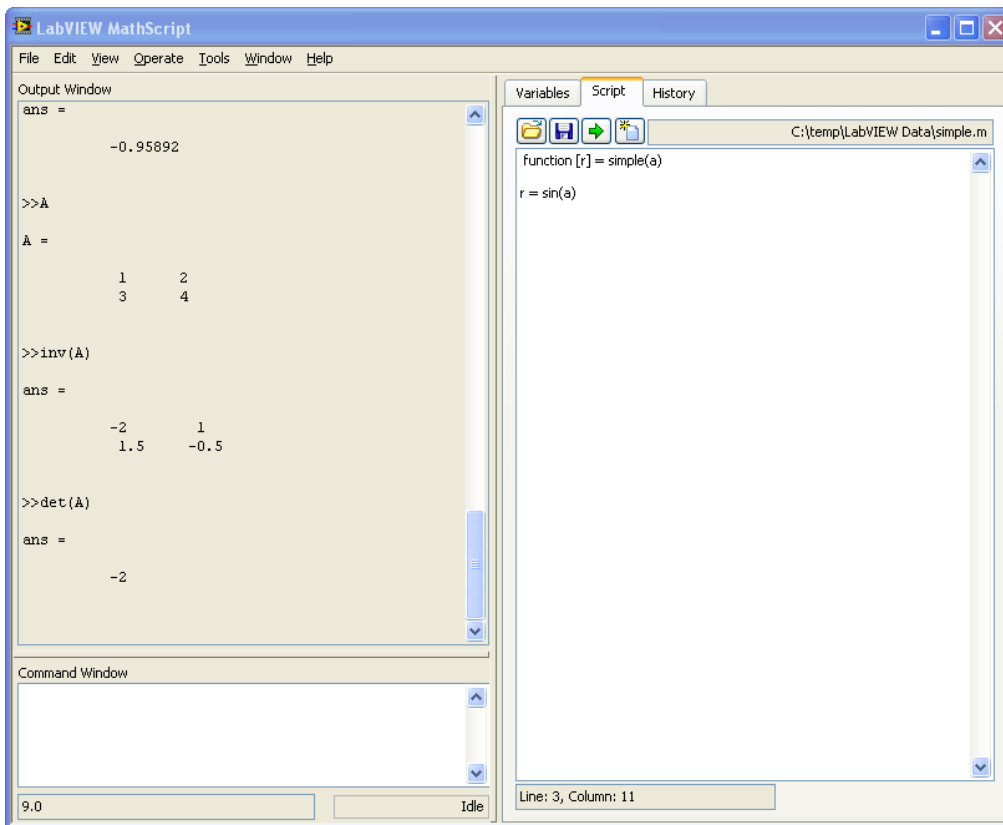 LabVIEW MathScript
File Edit View Operate Tools Window Help
Output Window
ans =
-0.95892
>>A
A =
1 2
3 4
>>inv(A)
ans =
-2 1
1.5 -0.5
>>det(A)
ans =
-2
Command Window
9.0 Idle
Variables Script History
C:\temp\LabVIEW Data\simple.m
function [r] = simple(a)
r = sin(a)
Line: 3, Column: 11